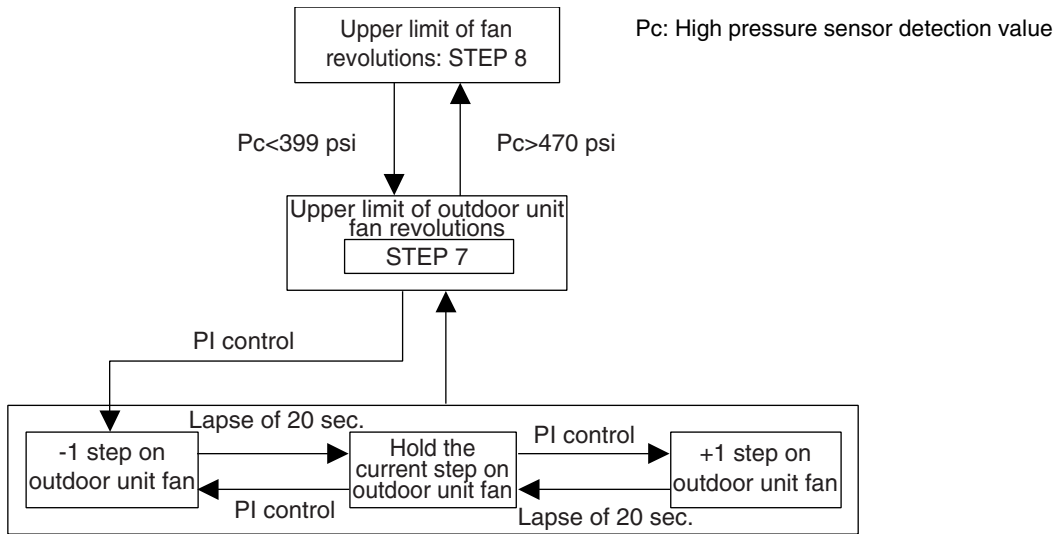 Upper limit of fan
revolutions: STEP 8
Pc: High pressure sensor detection value
Pc<399 psi
Pc>470 psi
Upper limit of outdoor unit
fan revolutions
STEP 7
PI control
Lapse of 20 sec.
-1 step on
outdoor unit fan
Hold the
current step on
outdoor unit fan
PI control
+1 step on
outdoor unit fan
PI control
Lapse of 20 sec.